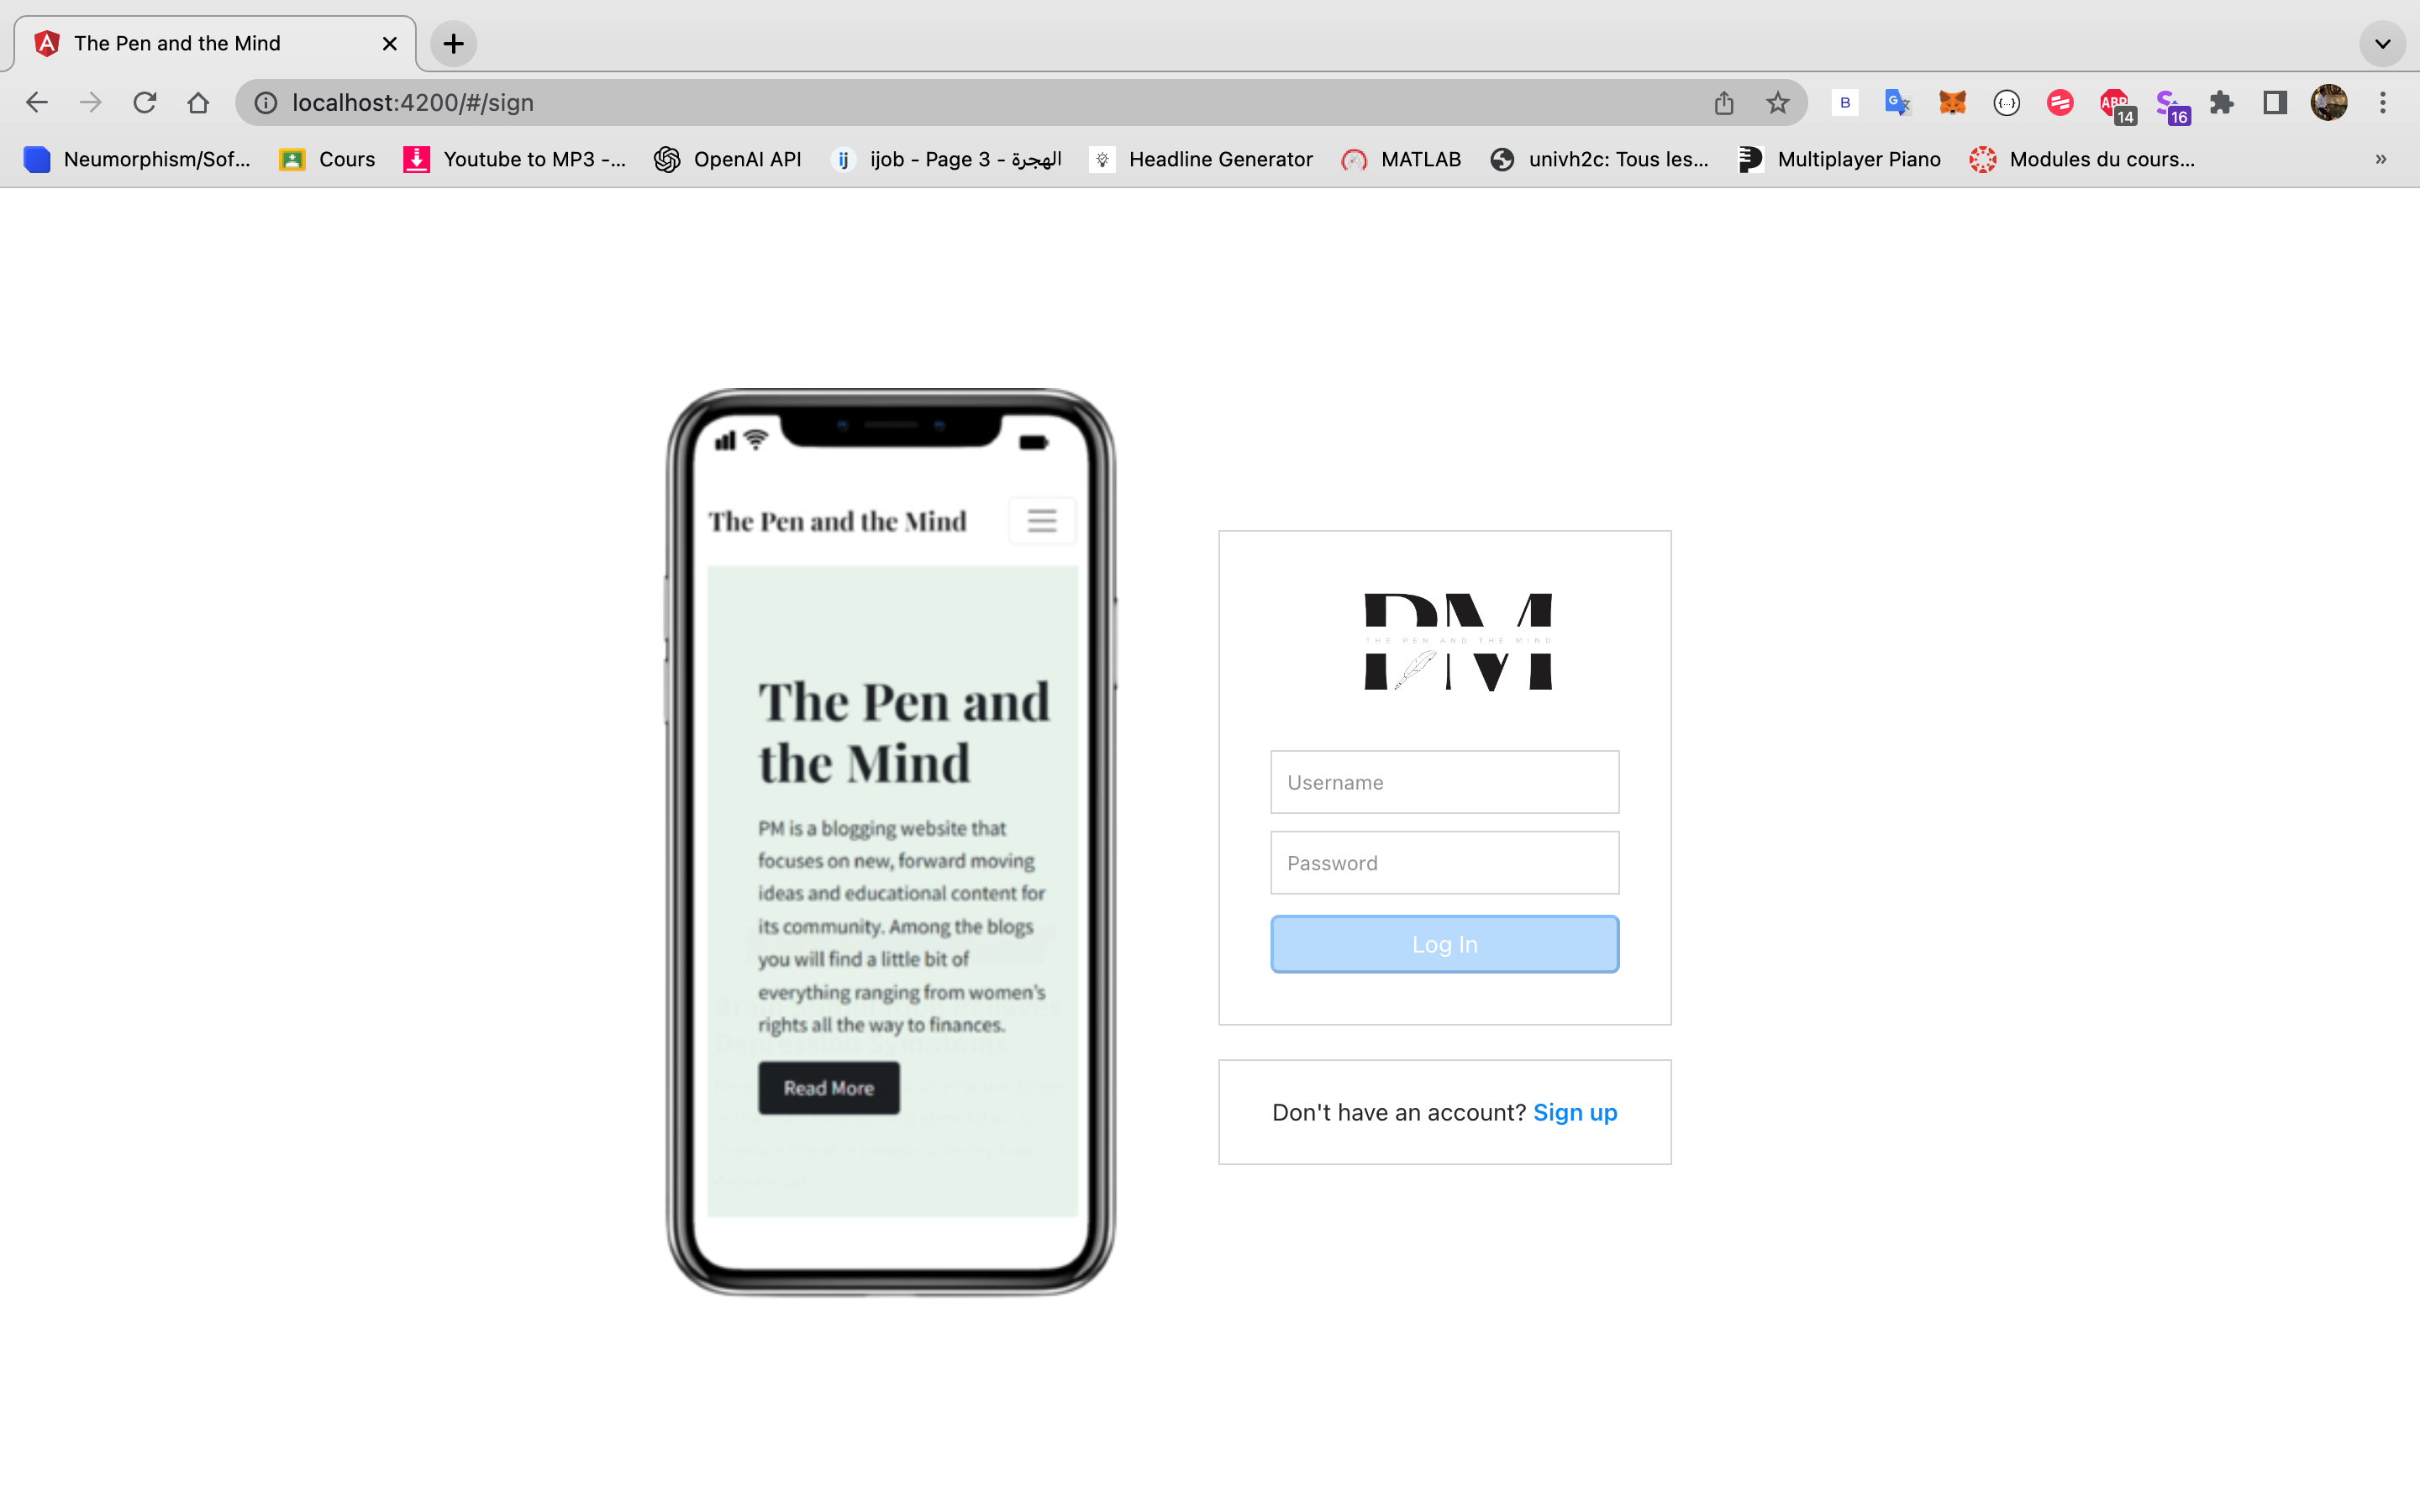 The Pen and the Mind
localhost:4200/#/sign
B
ABP
14
16
Neumorphism/Sof...
Cours
Youtube to MP3 -...
OpenAI API
ij
ijob - Page 3 - الهجرة
Headline Generator
MATLAB
univh2c: Tous les...
Multiplayer Piano
Modules du cours...
»
The Pen and the Mind
The Pen and
the Mind
PM is a blogging website that
focuses on new, forward moving
ideas and educational content for
its community. Among the blogs
you will find a little bit of
everything ranging from women's
rights all the way to finances.
Read More
PM
THE PEN AND THE MIND
Username
Password
Log In
Don't have an account? Sign up